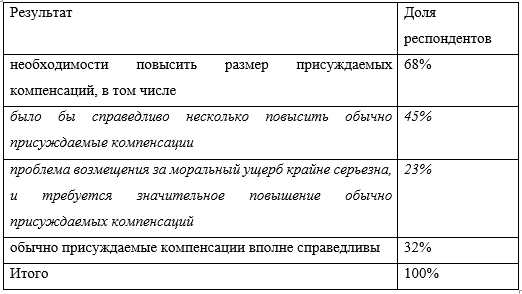 Результат
Доля
респондентов
необходимости повысить размер присуждаемых
компенсаций, в том числе
68%
было бы справедливо несколько повысить обычно
присуждаемые компенсации
45%
проблема возмещения за моральный ущерб крайне серьезна,
и требуется значительное повышение обычно
присуждаемых компенсаций
23%
обычно присуждаемые компенсации вполне справедливы
32%
Итого
100%